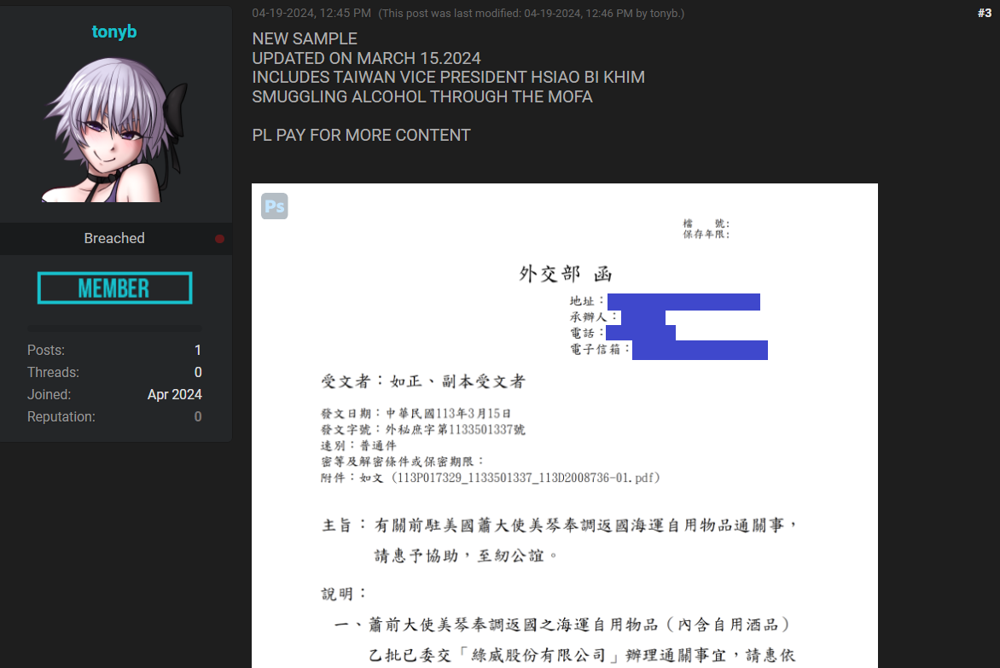 04-19-2024, 12:45 PM (This post was last modified: 04-19-2024, 12:46 PM by tonyb.)
#3
tonyb
Breached
MEMBER
Posts: 1
Threads: 0
Joined: Apr 2024
Reputation: 0
NEW SAMPLE
UPDATED ON MARCH 15.2024
INCLUDES TAIWAN VICE PRESIDENT HSIAO BI KHIM
SMUGGLING ALCOHOL THROUGH THE MOFA
PL PAY FOR MORE CONTENT
Ps
檔　號:
保存年限:
外交部 函
地址：
承辦人：
電話：
電子信箱：
受文者：如正、副本受文者
發文日期：中華民國113年3月15日
發文字號：外秘庶字第1133501337號
速別：普通件
密等及解密條件或保密期限：
附件：如文 (113P017329_1133501337_113D2008736-01.pdf)
主旨：有關前駐美國蕭大使美琴奉調返國海運自用物品通關事，
請惠予協助，至紉公誼。
說明：
一、蕭前大使美琴奉調返國之海運自用物品（內含自用酒品）
乙批已委交「綠威股份有限公司」辦理通關事宜，請惠依